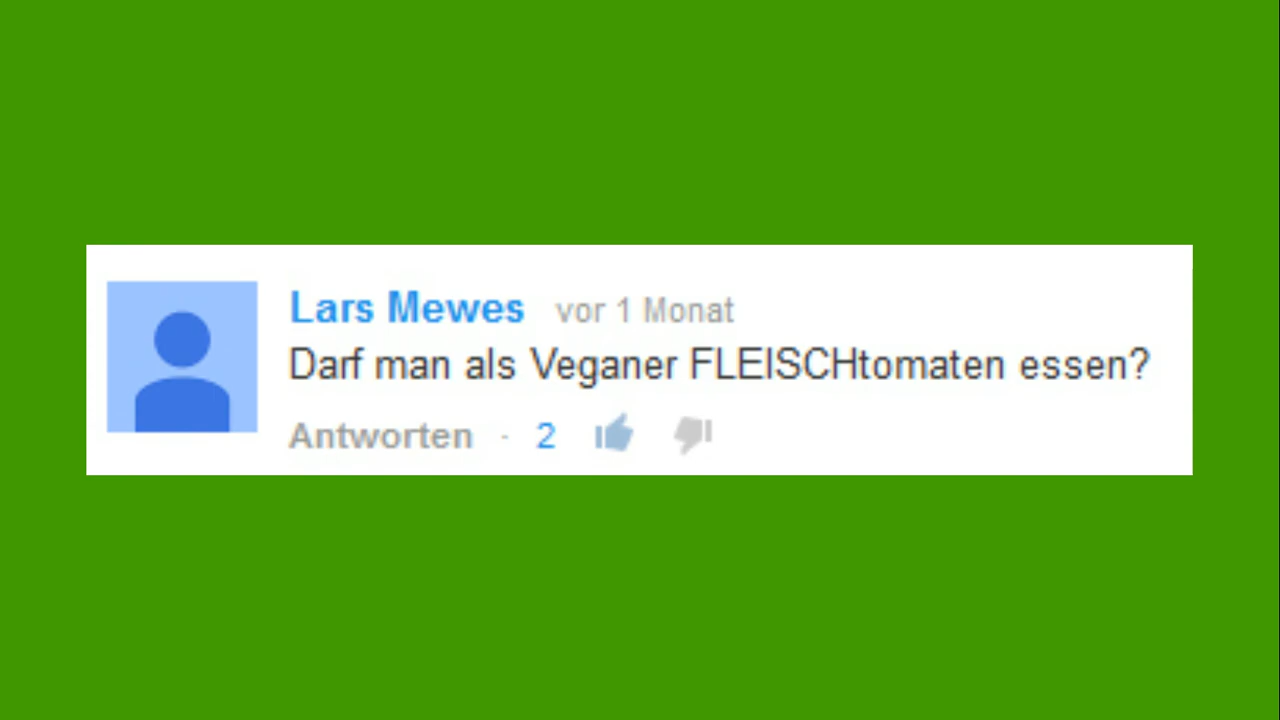 Lars Mewes vor 1 Monat
Darf man als Veganer FLEISCHtomaten essen?
Antworten · 2